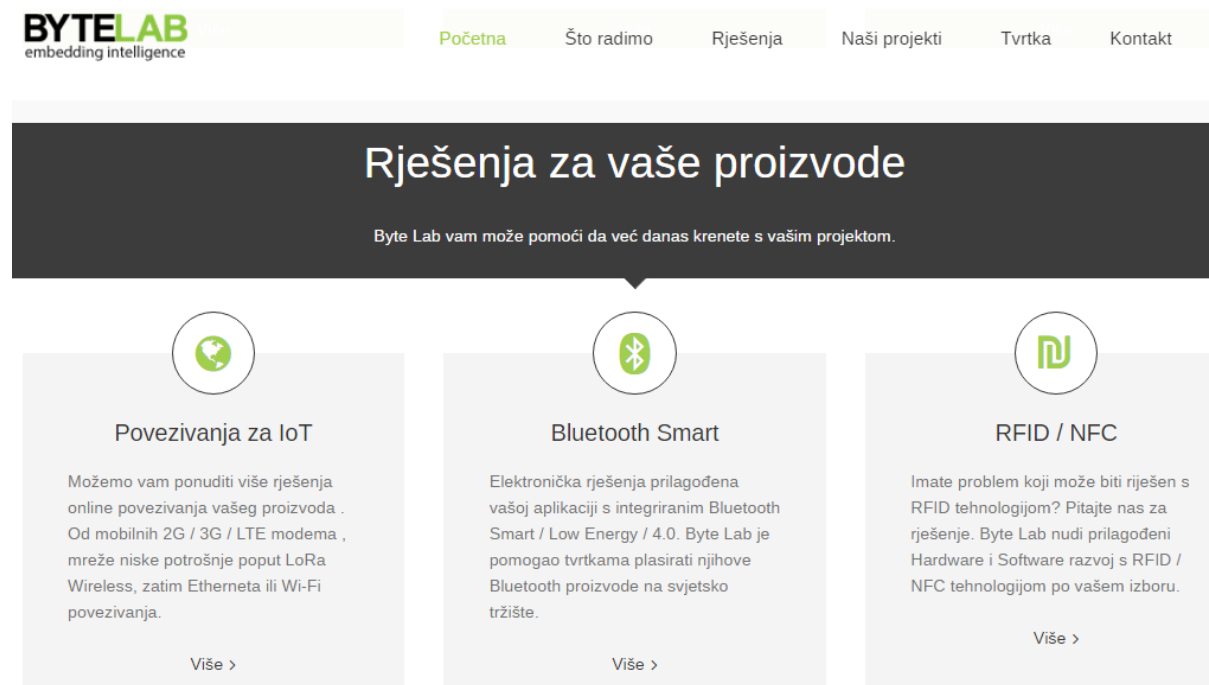 BYTELAB
embedding intelligence
Početna Što radimo Rješenja Naši projekti Tvrtka Kontakt
Rješenja za vaše proizvode
Byte Lab vam može pomoći da već danas krenete s vašim projektom.
Povezivanja za IoT
Možemo vam ponuditi više rješenja
online povezivanja vašeg proizvoda .
Od mobilnih 2G / 3G / LTE modema ,
mreže niske potrošnje poput LoRa
Wireless, zatim Etherneta ili Wi-Fi
povezivanja.
Više >
Bluetooth Smart
Elektronička rješenja prilagođena
vašoj aplikaciji s integriranim Bluetooth
Smart / Low Energy / 4.0. Byte Lab je
pomogao tvrtkama plasirati njihove
Bluetooth proizvode na svjetsko
tržište.
Više >
RFID / NFC
Imate problem koji može biti riješen s
RFID tehnologijom? Pitajte nas za
rješenje. Byte Lab nudi prilagođeni
Hardware i Software razvoj s RFID /
NFC tehnologijom po vašem izboru.
Više >